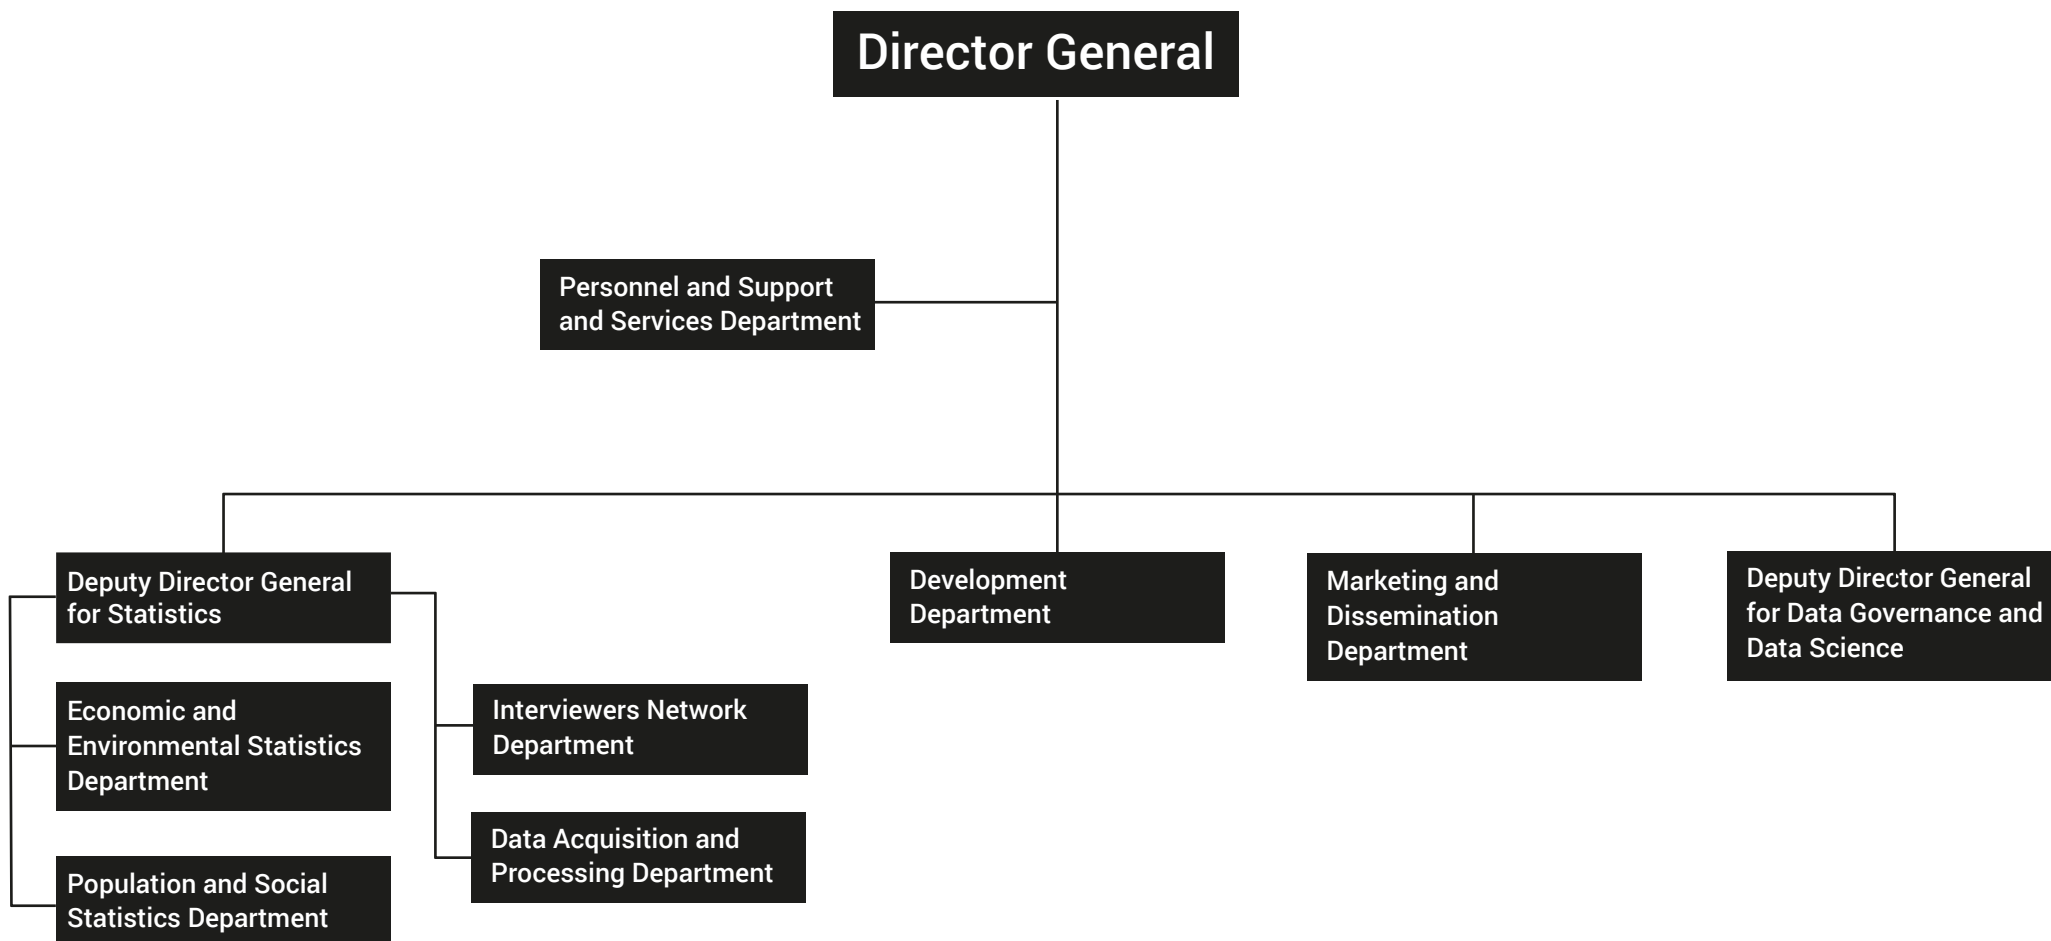 Director General
Personnel and Support
and Services Department
Deputy Director General
for Statistics
Development
Department
Marketing and
Dissemination
Department
Deputy Director General
for Data Governance and
Data Science
Economic and
Environmental Statistics
Department
Interviewers Network
Department
Data Acquisition and
Processing Department
Population and Social
Statistics Department